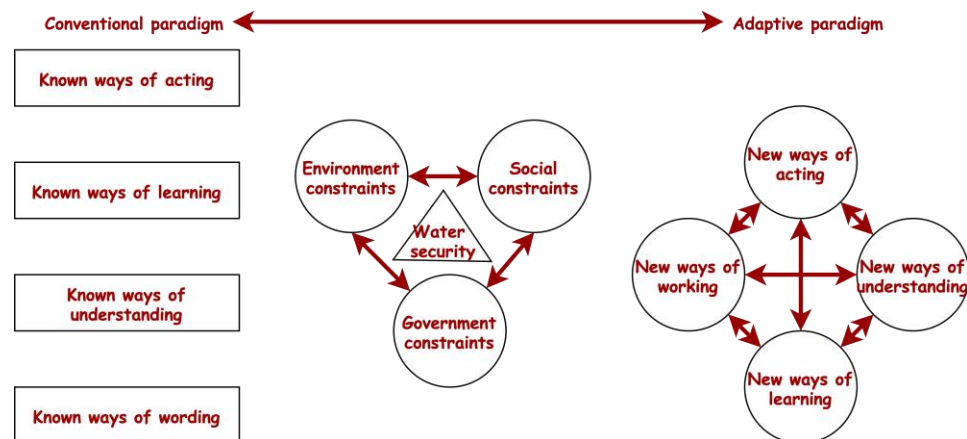 Conventional paradigm
Adaptive paradigm
Known ways of acting
Known ways of learning
Known ways of
understanding
Known ways of wording
Environment
constraints
Social
constraints
Water
security
Government
constraints
New ways of
acting
New ways of
working
New ways of
understanding
New ways of
learning